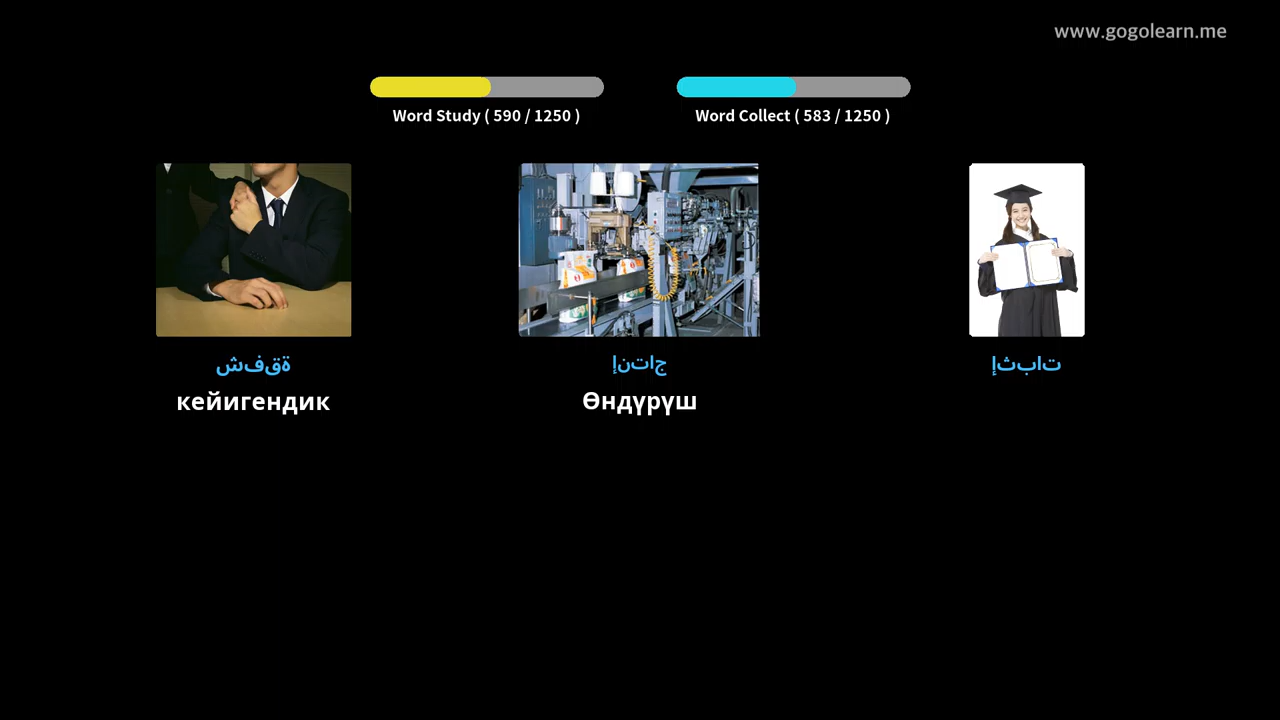 www.gogolearn.me
Word Study ( 590 / 1250 )
Word Collect ( 583 / 1250 )
شفقة
إنتاج
إثبات
кейигендик
Өндүрүш